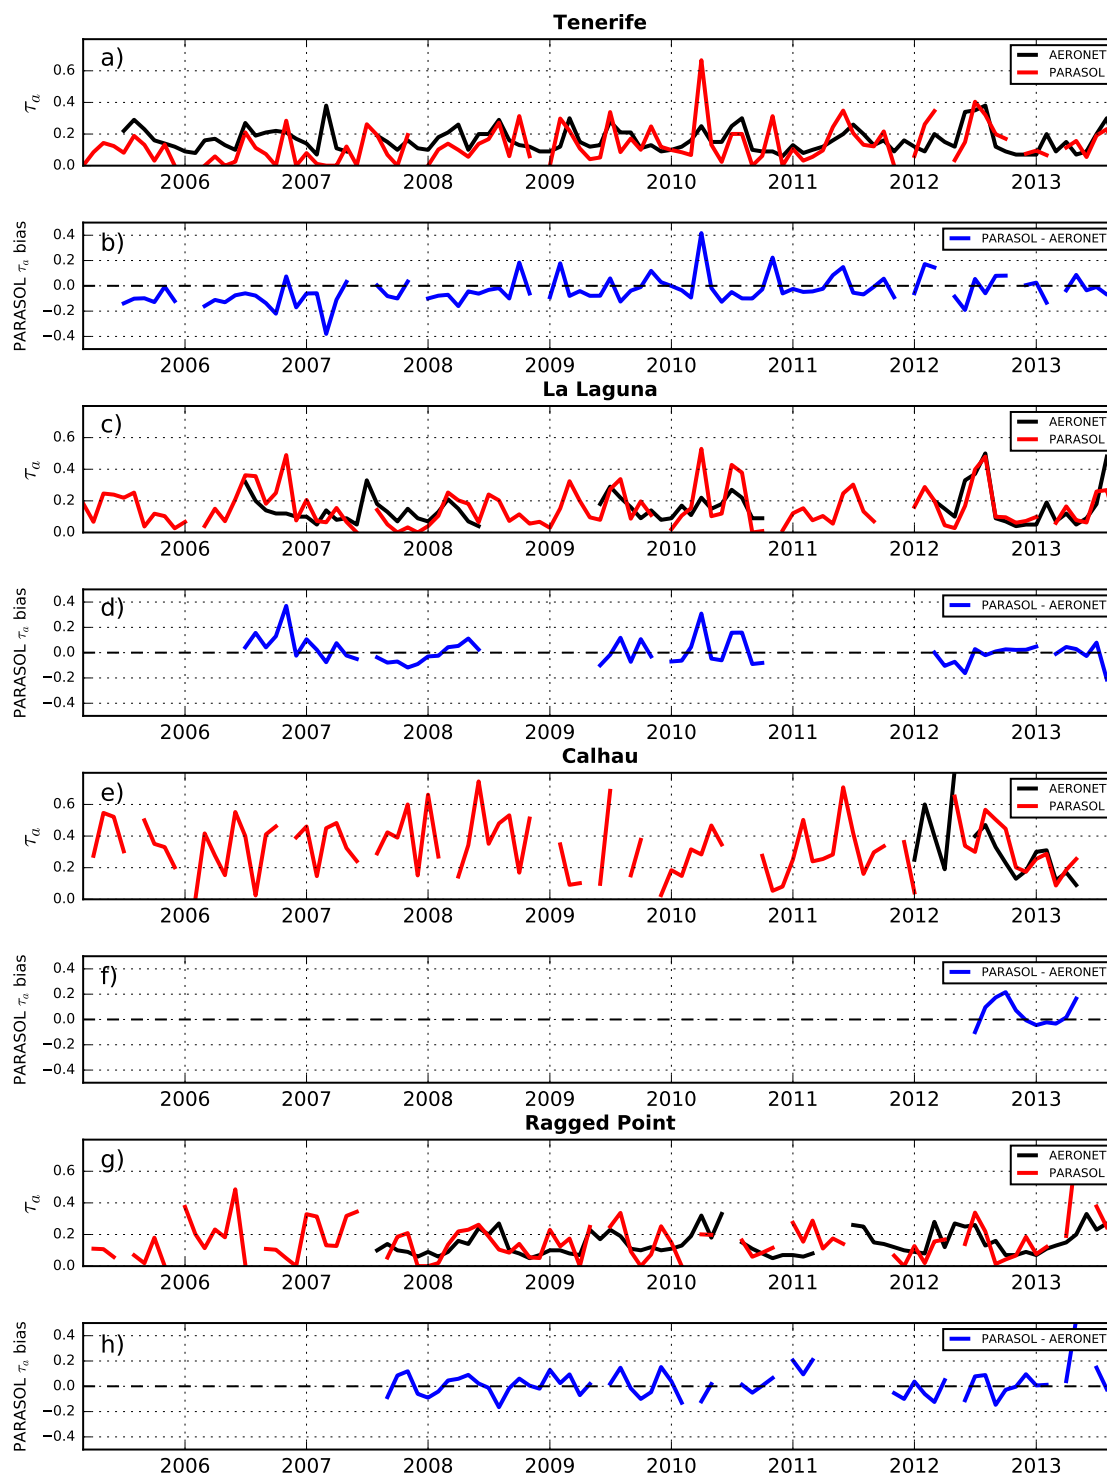 Tenerife
a)
AERONET
PARASOL
τa
0.6
0.4
0.2
0.0
2006 2007 2008 2009 2010 2011 2012 2013
b)
PARASOL - AERONET
PARASOL τa bias
0.4
0.2
0.0
−0.2
−0.4
2006 2007 2008 2009 2010 2011 2012 2013
La Laguna
c)
AERONET
PARASOL
τa
0.6
0.4
0.2
0.0
2006 2007 2008 2009 2010 2011 2012 2013
d)
PARASOL - AERONET
PARASOL τa bias
0.4
0.2
0.0
−0.2
−0.4
2006 2007 2008 2009 2010 2011 2012 2013
Calhau
e)
AERONET
PARASOL
τa
0.6
0.4
0.2
0.0
2006 2007 2008 2009 2010 2011 2012 2013
f)
PARASOL - AERONET
PARASOL τa bias
0.4
0.2
0.0
−0.2
−0.4
2006 2007 2008 2009 2010 2011 2012 2013
Ragged Point
g)
AERONET
PARASOL
τa
0.6
0.4
0.2
0.0
2006 2007 2008 2009 2010 2011 2012 2013
h)
PARASOL - AERONET
PARASOL τa bias
0.4
0.2
0.0
−0.2
−0.4
2006 2007 2008 2009 2010 2011 2012 2013